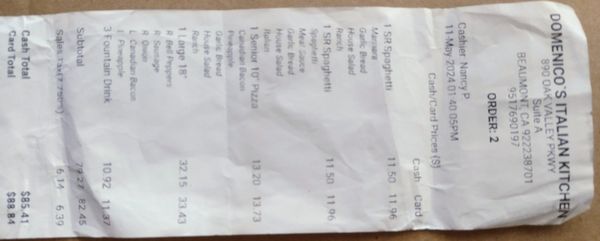 DOMENICO'S ITALIAN KITCHEN
890 OAK VALLEY PKWY
Suite A
BEAUMONT, CA 922238701
9517690197
ORDER: 2
Cashier Nancy P
11-May-2024 01:40:05PM
Cash/Card Prices ($)
Cash Card
1 SR Spaghetti 11.50 11.96
Marinara
Garlic Bread
House Salad
Ranch
1 SR Spaghetti 11.50 11.96
Spaghetti
Meat Sauce
Garlic Bread
House Salad
Italian
1 Senior 10" Pizza 13.20 13.73
Canadian Bacon
Pineapple
Garlic Bread
House Salad
Ranch
1 Large 18" 32.15 33.43
R: Bell Peppers
R: Sausage
R: Onion
L: Canadian Bacon
L: Pineapple
3 Fountain Drink 10.92 11.37
Subtotal 79.27 82.45
Sales Tax (7.750%) 6.14 6.39
Cash Total $85.41
Card Total $88.84